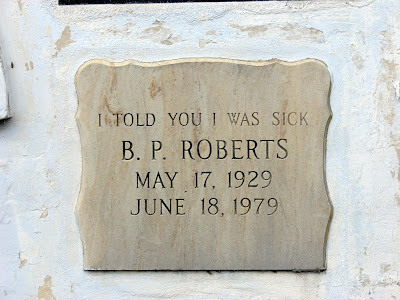 I TOLD YOU I WAS SICK
B. P. ROBERTS
MAY 17, 1929
JUNE 18, 1979